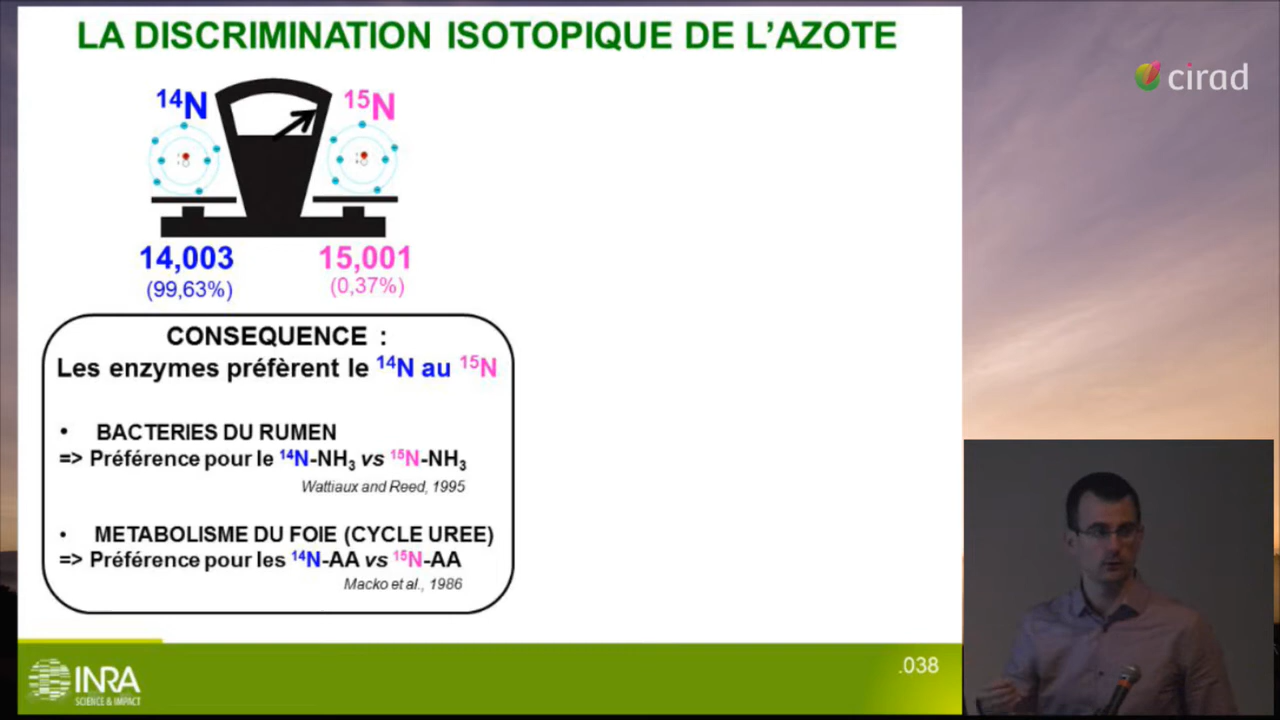 LA DISCRIMINATION ISOTOPIQUE DE L'AZOTE
cirad
14N
15N
14,003
15,001
(99,63%)
(0,37%)
CONSEQUENCE :
Les enzymes préfèrent le 14N au 15N
• BACTERIES DU RUMEN
=> Préférence pour le 14N-NH3 vs 15N-NH3
Wattiaux and Reed, 1995
• METABOLISME DU FOIE (CYCLE UREE)
=> Préférence pour les 14N-AA vs 15N-AA
Macko et al., 1986
INRA
SCIENCE & IMPACT
.038